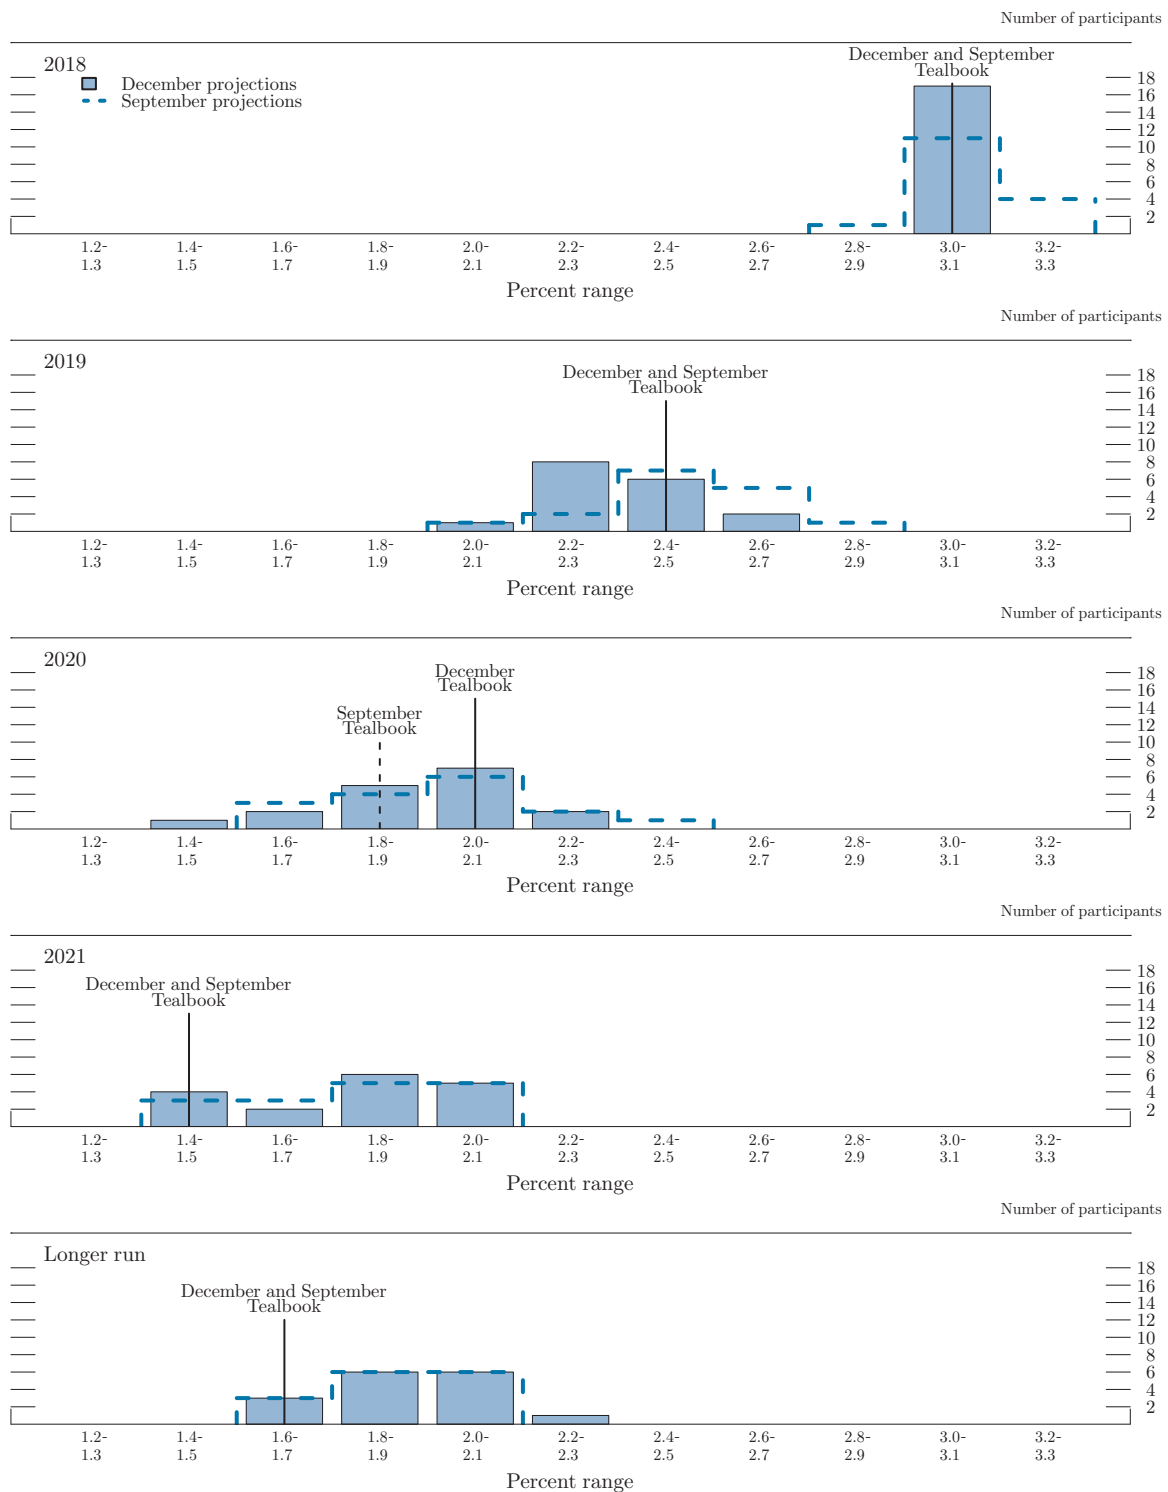 Number of participants
2018
December projections
September projections
December and September
Tealbook
18
16
14
12
10
8
6
4
2
1.2- 1.4- 1.6- 1.8- 2.0- 2.2- 2.4- 2.6- 2.8- 3.0- 3.2-
1.3 1.5 1.7 1.9 2.1 2.3 2.5 2.7 2.9 3.1 3.3
Percent range
Number of participants
2019
December and September
Tealbook
18
16
14
12
10
8
6
4
2
1.2- 1.4- 1.6- 1.8- 2.0- 2.2- 2.4- 2.6- 2.8- 3.0- 3.2-
1.3 1.5 1.7 1.9 2.1 2.3 2.5 2.7 2.9 3.1 3.3
Percent range
Number of participants
2020
December
Tealbook
September
Tealbook
18
16
14
12
10
8
6
4
2
1.2- 1.4- 1.6- 1.8- 2.0- 2.2- 2.4- 2.6- 2.8- 3.0- 3.2-
1.3 1.5 1.7 1.9 2.1 2.3 2.5 2.7 2.9 3.1 3.3
Percent range
Number of participants
2021
December and September
Tealbook
18
16
14
12
10
8
6
4
2
1.2- 1.4- 1.6- 1.8- 2.0- 2.2- 2.4- 2.6- 2.8- 3.0- 3.2-
1.3 1.5 1.7 1.9 2.1 2.3 2.5 2.7 2.9 3.1 3.3
Percent range
Number of participants
Longer run
December and September
Tealbook
18
16
14
12
10
8
6
4
2
1.2- 1.4- 1.6- 1.8- 2.0- 2.2- 2.4- 2.6- 2.8- 3.0- 3.2-
1.3 1.5 1.7 1.9 2.1 2.3 2.5 2.7 2.9 3.1 3.3
Percent range